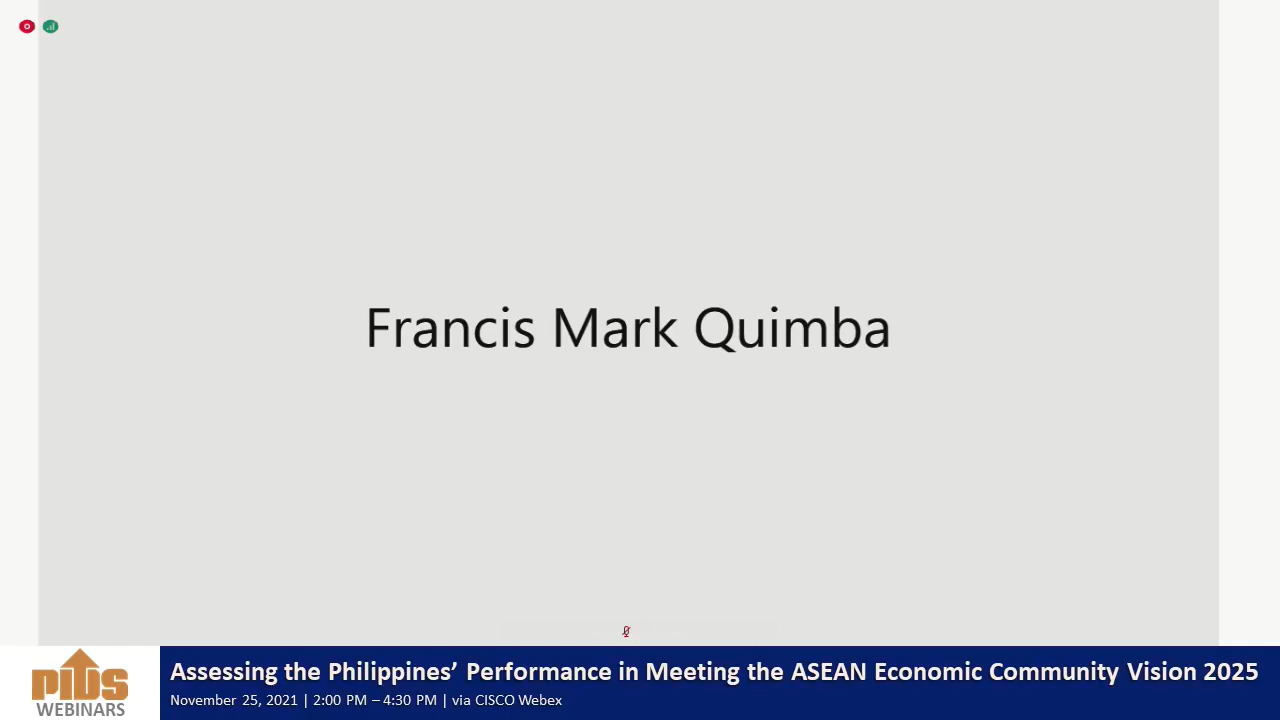 Francis Mark Quimba
Assessing the Philippines’ Performance in Meeting the ASEAN Economic Community Vision 2025
November 25, 2021 | 2:00 PM – 4:30 PM | via CISCO Webex
pids
WEBINARS